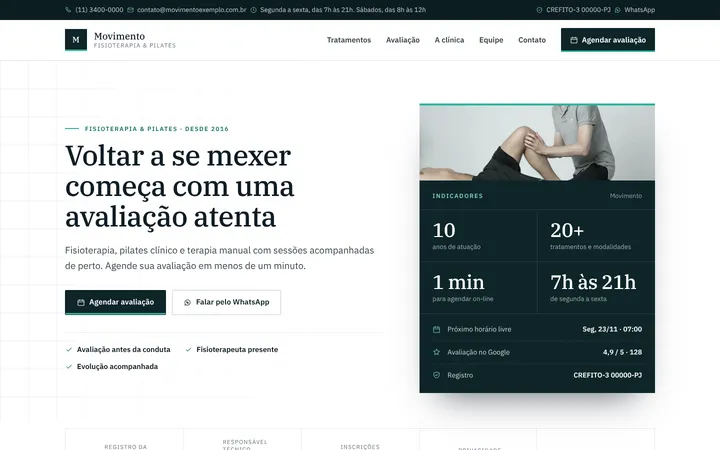 (11) 3400-0000 contato@movimentoexemplo.com.br Segunda a sexta, das 7h às 21h. Sábados, das 8h às 12h CREFITO-3 00000-PJ WhatsApp
M Movimento
FISIOTERAPIA & PILATES
Tratamentos Avaliação A clínica Equipe Contato Agendar avaliação
FISIOTERAPIA & PILATES · DESDE 2016
Voltar a se mexer
começa com uma
avaliação atenta
Fisioterapia, pilates clínico e terapia manual com sessões acompanhadas
de perto. Agende sua avaliação em menos de um minuto.
Agendar avaliação Falar pelo WhatsApp
Avaliação antes da conduta Fisioterapeuta presente
Evolução acompanhada
INDICADORES Movimento
10 20+
anos de atuação tratamentos e modalidades
1 min 7h às 21h
para agendar on-line de segunda a sexta
Próximo horário livre Seg, 23/11 · 07:00
Avaliação no Google 4,9 / 5 · 128
Registro CREFITO-3 00000-PJ
REGISTRO DA RESPONSÁVEL INSCRIÇÕES
TÉCNICO